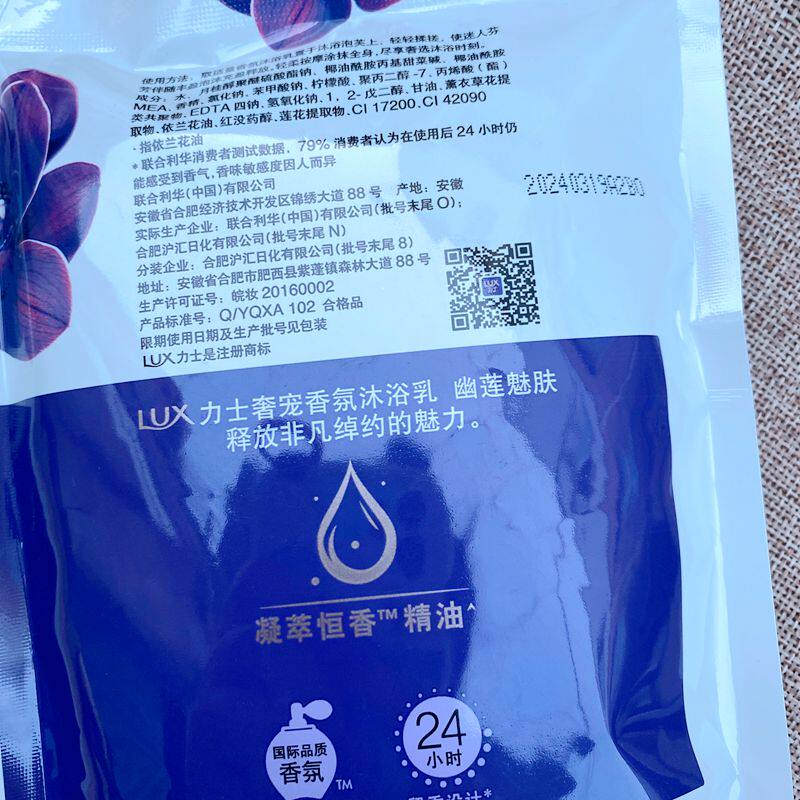 使用方法：取适量香氛沐浴乳置于沐浴泡芙上，轻轻揉搓，使迷人芬
芳伴随丰盈泡沫充盈释放，轻柔按摩涂抹全身，尽享奢选沐浴时刻。
成分：水、月桂醇聚醚硫酸酯钠、椰油酰胺丙基甜菜碱、椰油酰胺
MEA、香精、氯化钠、苯甲酸钠、柠檬酸、聚丙二醇-7、丙烯酸（酯）
类共聚物、EDTA 四钠、氢氧化钠、1，2-戊二醇、甘油、薰衣草花提
取物、依兰花油、红没药醇、莲花提取物、CI 17200、CI 42090
^指依兰花油
*联合利华消费者测试数据，79% 消费者认为在使用后 24 小时仍
能感受到香气，香味敏感度因人而异
联合利华(中国)有限公司
安徽省合肥经济技术开发区锦绣大道 88 号 产地：安徽
实际生产企业：联合利华(中国)有限公司(批号末尾 O)；
合肥沪汇日化有限公司(批号末尾 N)
分装企业：合肥沪汇日化有限公司(批号末尾 8)
地址：安徽省合肥市肥西县紫蓬镇森林大道 88 号
生产许可证号：皖妆 20160002
产品标准号：Q/YQXA 102 合格品
限期使用日期及生产批号见包装
LUX力士是注册商标
20240319A2BO
LUX
LUX 力士奢宠香氛沐浴乳 幽莲魅肤
释放非凡绰约的魅力。
凝萃恒香™精油^
国际品质
香氛
TM
24
小时